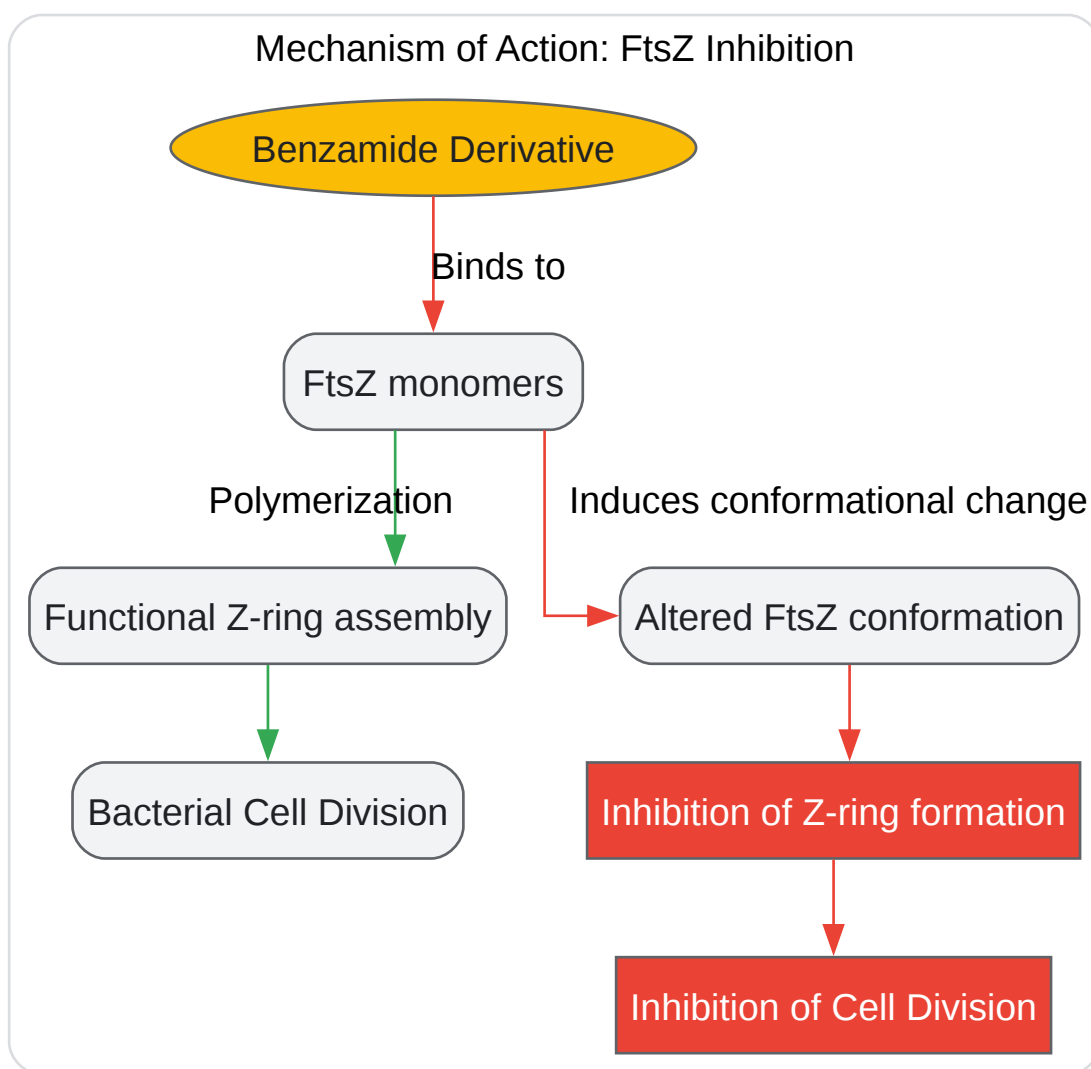 Mechanism of Action: FtsZ Inhibition
Benzamide Derivative
Binds to
FtsZ monomers
Polymerization
Induces conformational change
Functional Z-ring assembly
Altered FtsZ conformation
Bacterial Cell Division
Inhibition of Z-ring formation
Inhibition of Cell Division